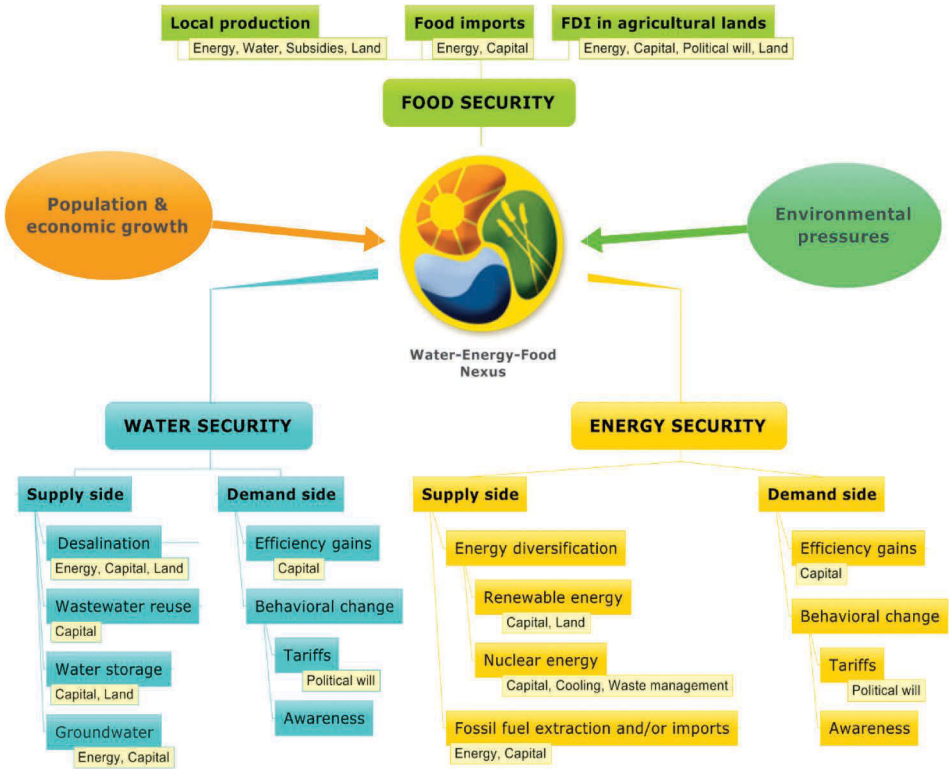 Local production
Energy, Water, Subsidies, Land
Food imports
Energy, Capital
FDI in agricultural lands
Energy, Capital, Political will, Land
FOOD SECURITY
Population &
economic growth
Environmental
pressures
Water-Energy-Food
Nexus
WATER SECURITY
Supply side
Desalination
Energy, Capital, Land
Wastewater reuse
Capital
Water storage
Capital, Land
Groundwater
Energy, Capital
Demand side
Efficiency gains
Capital
Behavioral change
Tariffs
Political will
Awareness
ENERGY SECURITY
Supply side
Energy diversification
Renewable energy
Capital, Land
Nuclear energy
Capital, Cooling, Waste management
Fossil fuel extraction and/or imports
Energy, Capital
Demand side
Efficiency gains
Capital
Behavioral change
Tariffs
Political will
Awareness